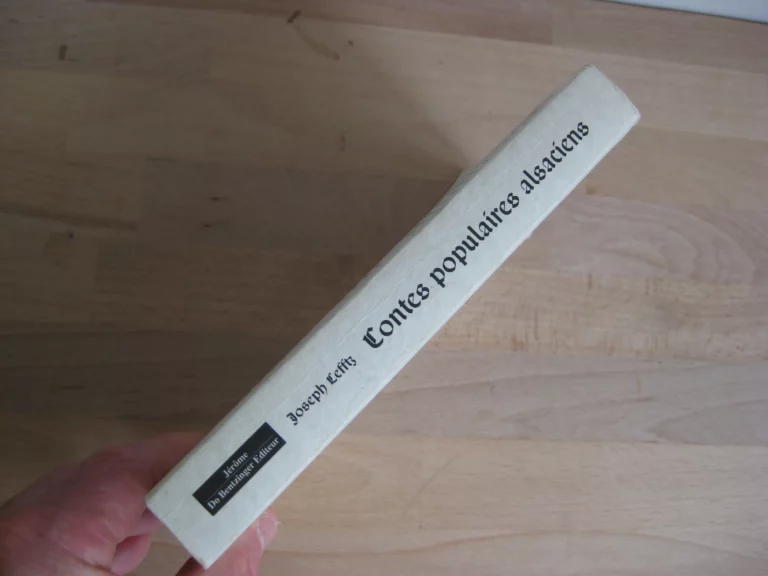 Contes populaires alsaciens
Joseph Lefftz
Jérôme
Do Bentzinger Editeur